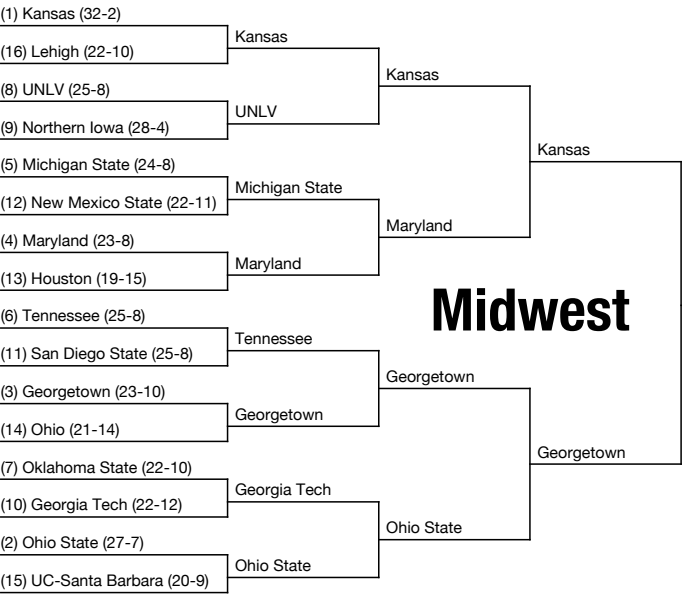 (1) Kansas (32-2)
(16) Lehigh (22-10)
(8) UNLV (25-8)
(9) Northern Iowa (28-4)
(5) Michigan State (24-8)
(12) New Mexico State (22-11)
(4) Maryland (23-8)
(13) Houston (19-15)
(6) Tennessee (25-8)
(11) San Diego State (25-8)
(3) Georgetown (23-10)
(14) Ohio (21-14)
(7) Oklahoma State (22-10)
(10) Georgia Tech (22-12)
(2) Ohio State (27-7)
(15) UC-Santa Barbara (20-9)
Kansas
UNLV
Michigan State
Maryland
Tennessee
Georgetown
Georgia Tech
Ohio State
Kansas
Maryland
Georgetown
Ohio State
Kansas
Georgetown
Midwest